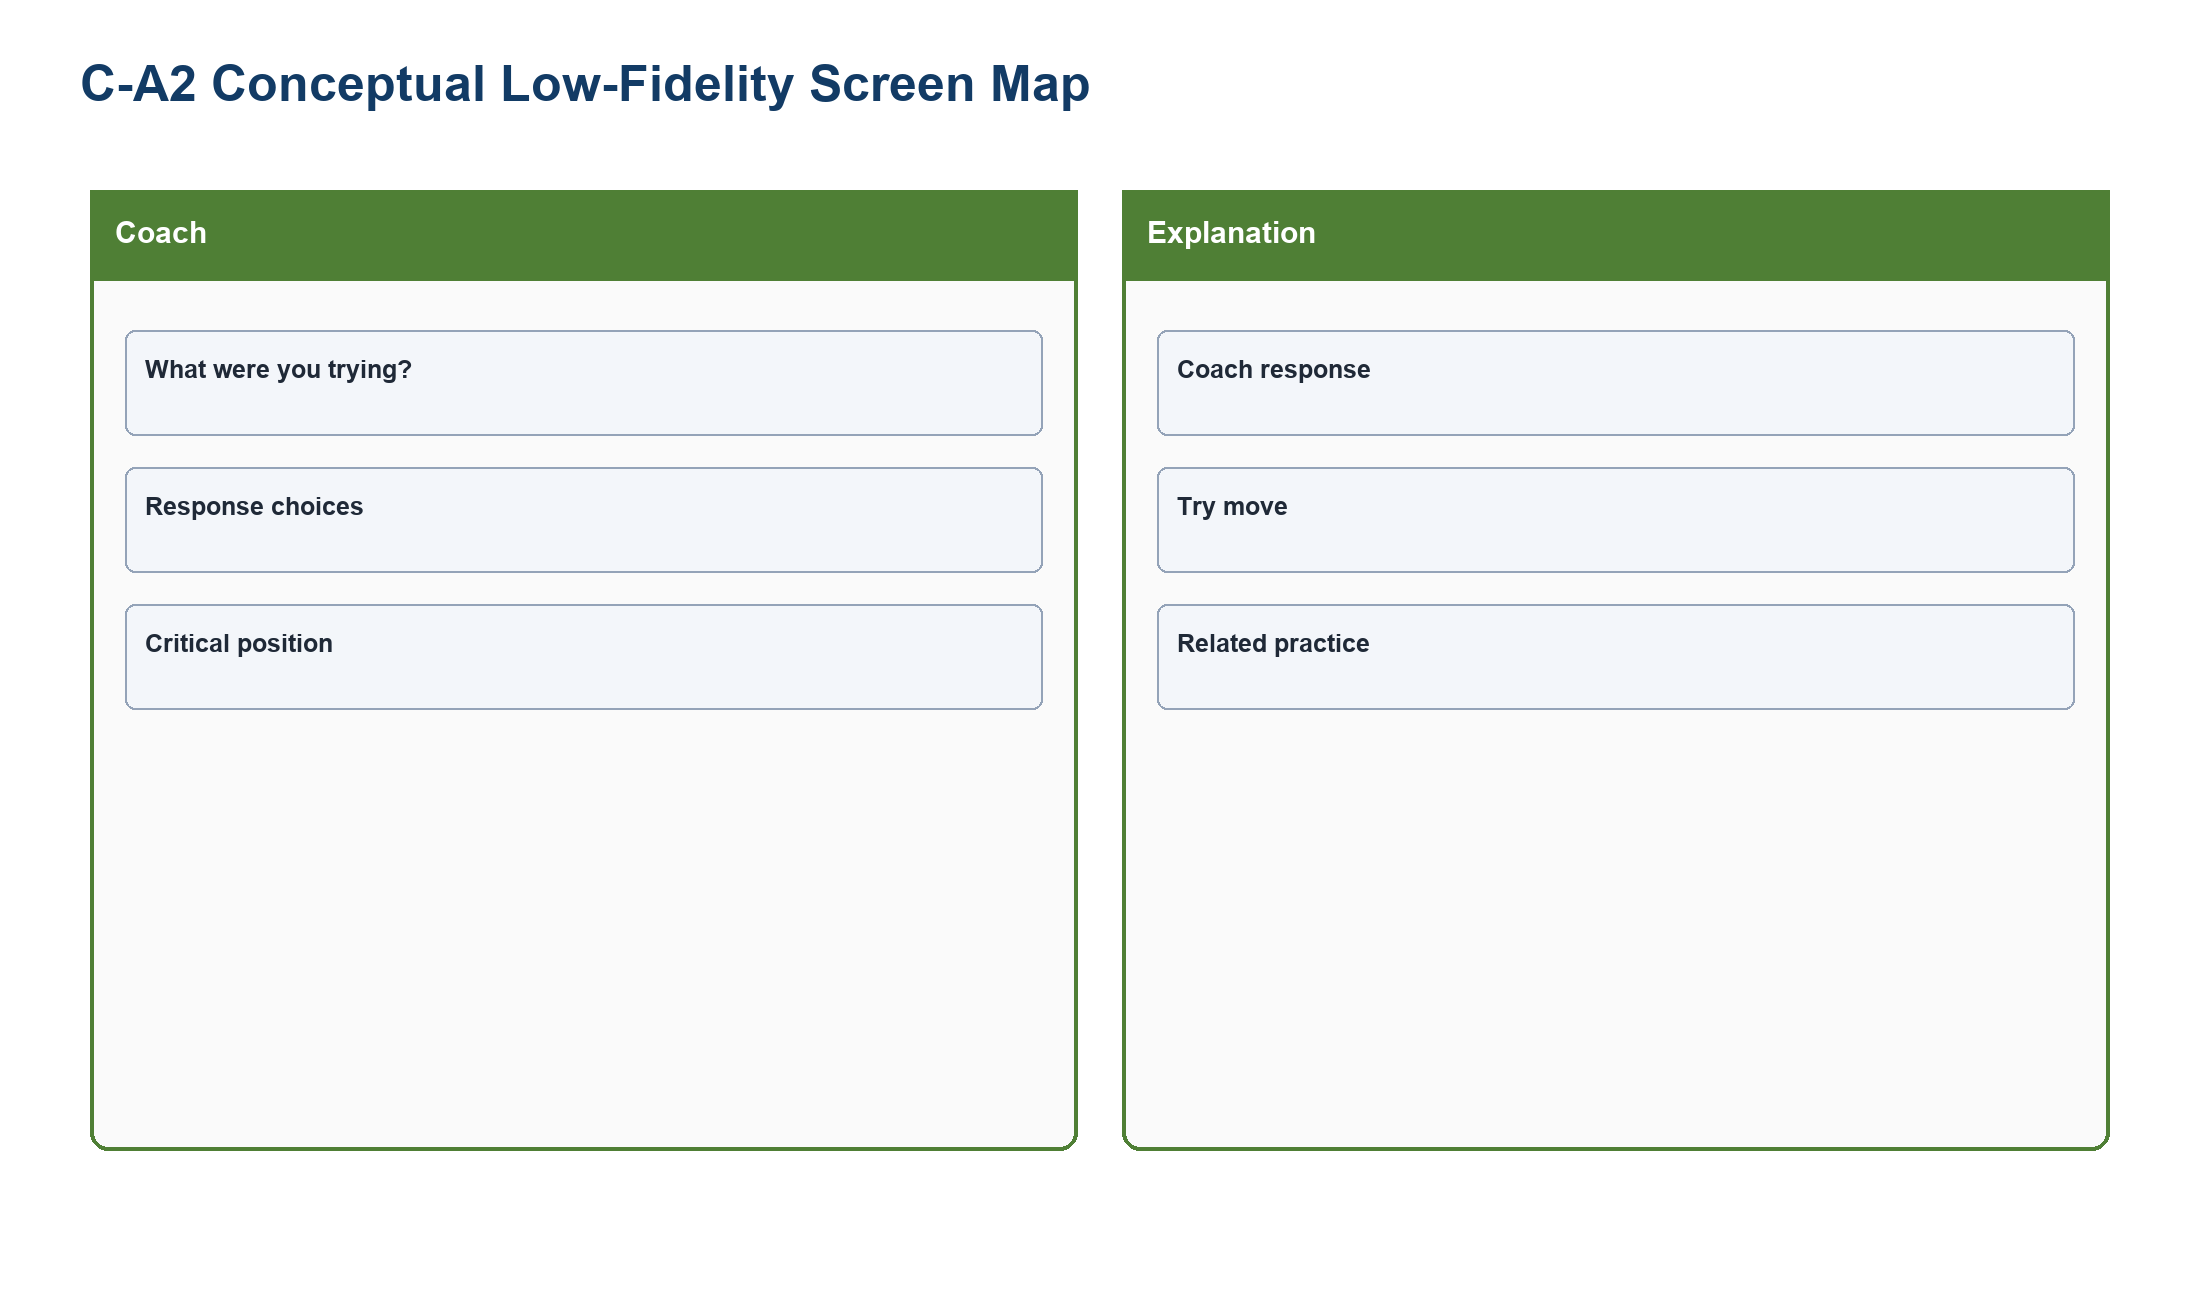 C-A2 Conceptual Low-Fidelity Screen Map
Coach
What were you trying?
Response choices
Critical position
Explanation
Coach response
Try move
Related practice